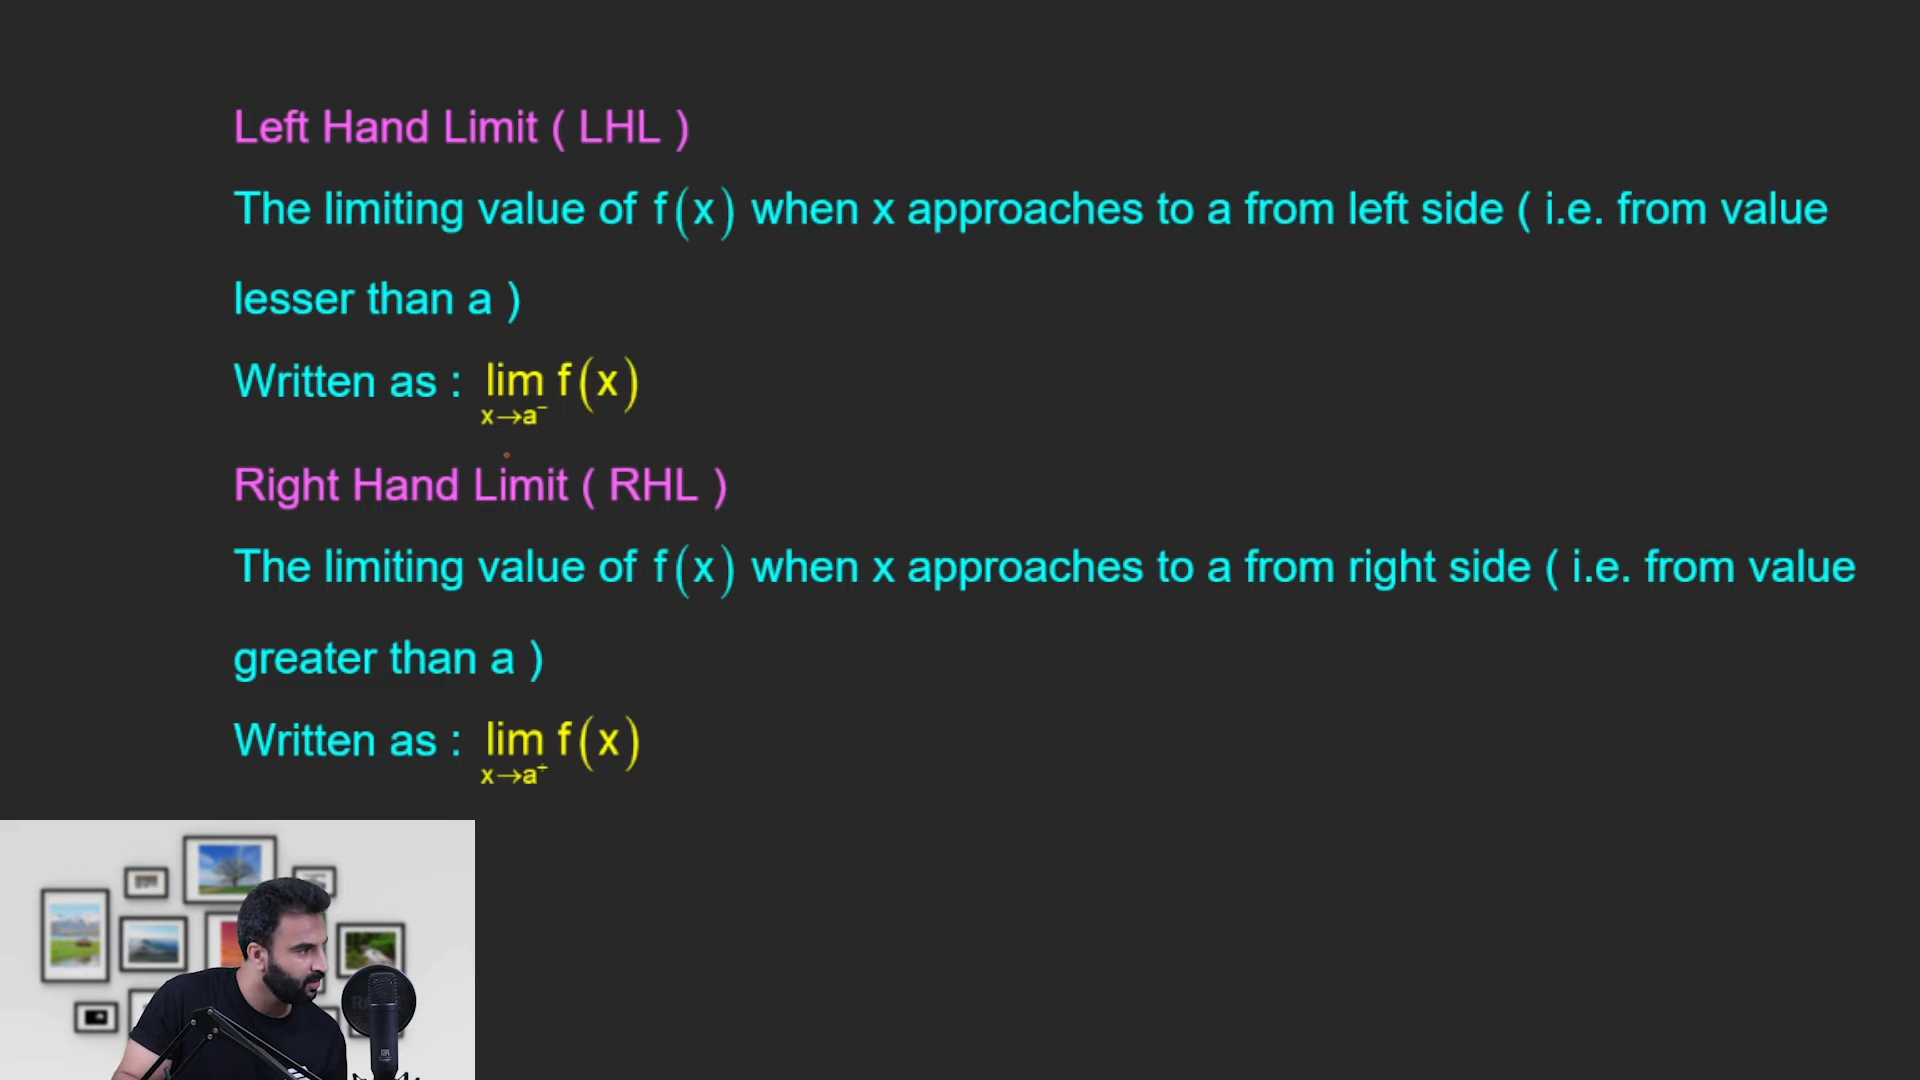 Left Hand Limit ( LHL )
The limiting value of f(x) when x approaches to a from left side ( i.e. from value
lesser than a )
Written as : lim f(x)
x→a⁻
Right Hand Limit ( RHL )
The limiting value of f(x) when x approaches to a from right side ( i.e. from value
greater than a )
Written as : lim f(x)
x→a⁺